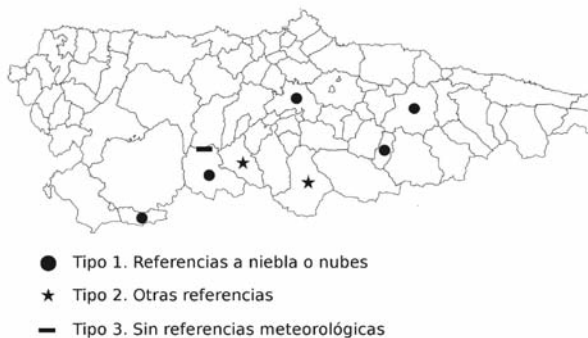 Tipo 1. Referencias a niebla o nubes
Tipo 2. Otras referencias
Tipo 3. Sin referencias meteorológicas